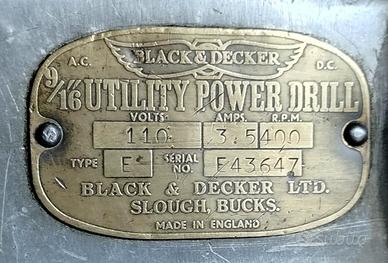 BLACK & DECKER
A.C. D.C.
9/16" UTILITY POWER DRILL
VOLTS. AMPS. R.P.M.
110 3.5 400
TYPE E SERIAL NO. E43647
BLACK & DECKER LTD.
SLOUGH, BUCKS.
MADE IN ENGLAND
subito